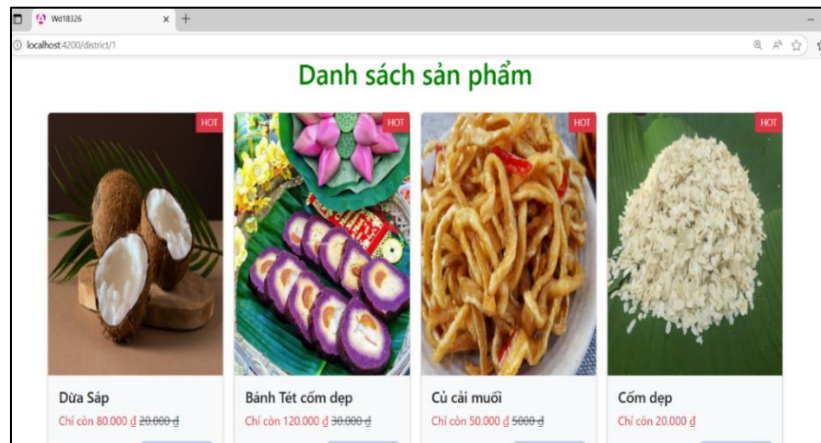 Wd18326
localhost:4200/district/1
Danh sách sản phẩm
HOT HOT HOT HOT
Dừa Sáp Bánh Tét cốm dẹp Củ cải muối Cốm dẹp
Chỉ còn 80.000 ₫ 20.000 ₫ Chỉ còn 120.000 ₫ 30.000 ₫ Chỉ còn 50.000 ₫ 5000 ₫ Chỉ còn 20.000 ₫